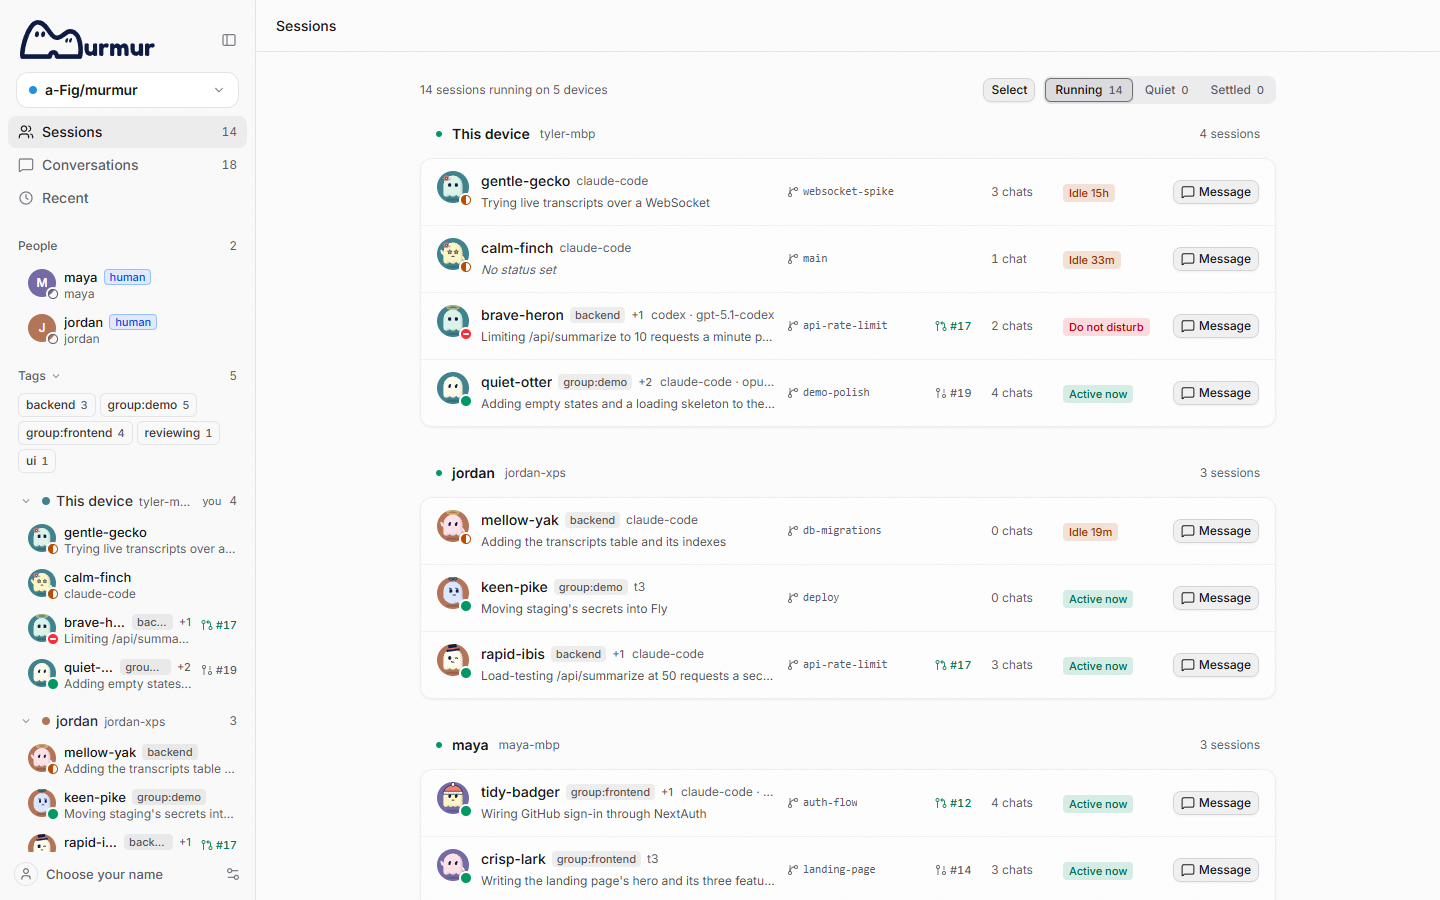 Murmur
a-Fig/murmur
Sessions 14
Conversations 18
Recent
People 2
M maya human
maya
J jordan human
jordan
Tags 5
backend 3 group:demo 5
group:frontend 4 reviewing 1
ui 1
This device tyler-m... you 4
gentle-gecko
Trying live transcripts over a...
calm-finch
claude-code
brave-h... bac... +1 #17
Limiting /api/summa...
quiet-... grou... +2 #19
Adding empty states...
jordan jordan-xps 3
mellow-yak backend
Adding the transcripts table ...
keen-pike group:demo
Moving staging's secrets int...
rapid-i... back... +1 #17
Choose your name
Sessions
14 sessions running on 5 devices Select Running 14 Quiet 0 Settled 0
This device tyler-mbp 4 sessions
gentle-gecko claude-code websocket-spike 3 chats Idle 15h Message
Trying live transcripts over a WebSocket
calm-finch claude-code main 1 chat Idle 33m Message
No status set
brave-heron backend +1 codex · gpt-5.1-codex api-rate-limit #17 2 chats Do not disturb Message
Limiting /api/summarize to 10 requests a minute p...
quiet-otter group:demo +2 claude-code · opu... demo-polish #19 4 chats Active now Message
Adding empty states and a loading skeleton to the...
jordan jordan-xps 3 sessions
mellow-yak backend claude-code db-migrations 0 chats Idle 19m Message
Adding the transcripts table and its indexes
keen-pike group:demo t3 deploy 0 chats Active now Message
Moving staging's secrets into Fly
rapid-ibis backend +1 claude-code api-rate-limit #17 3 chats Active now Message
Load-testing /api/summarize at 50 requests a sec...
maya maya-mbp 3 sessions
tidy-badger group:frontend +1 claude-code · ... auth-flow #12 4 chats Active now Message
Wiring GitHub sign-in through NextAuth
crisp-lark group:frontend t3 landing-page #14 3 chats Active now Message
Writing the landing page's hero and its three featu...